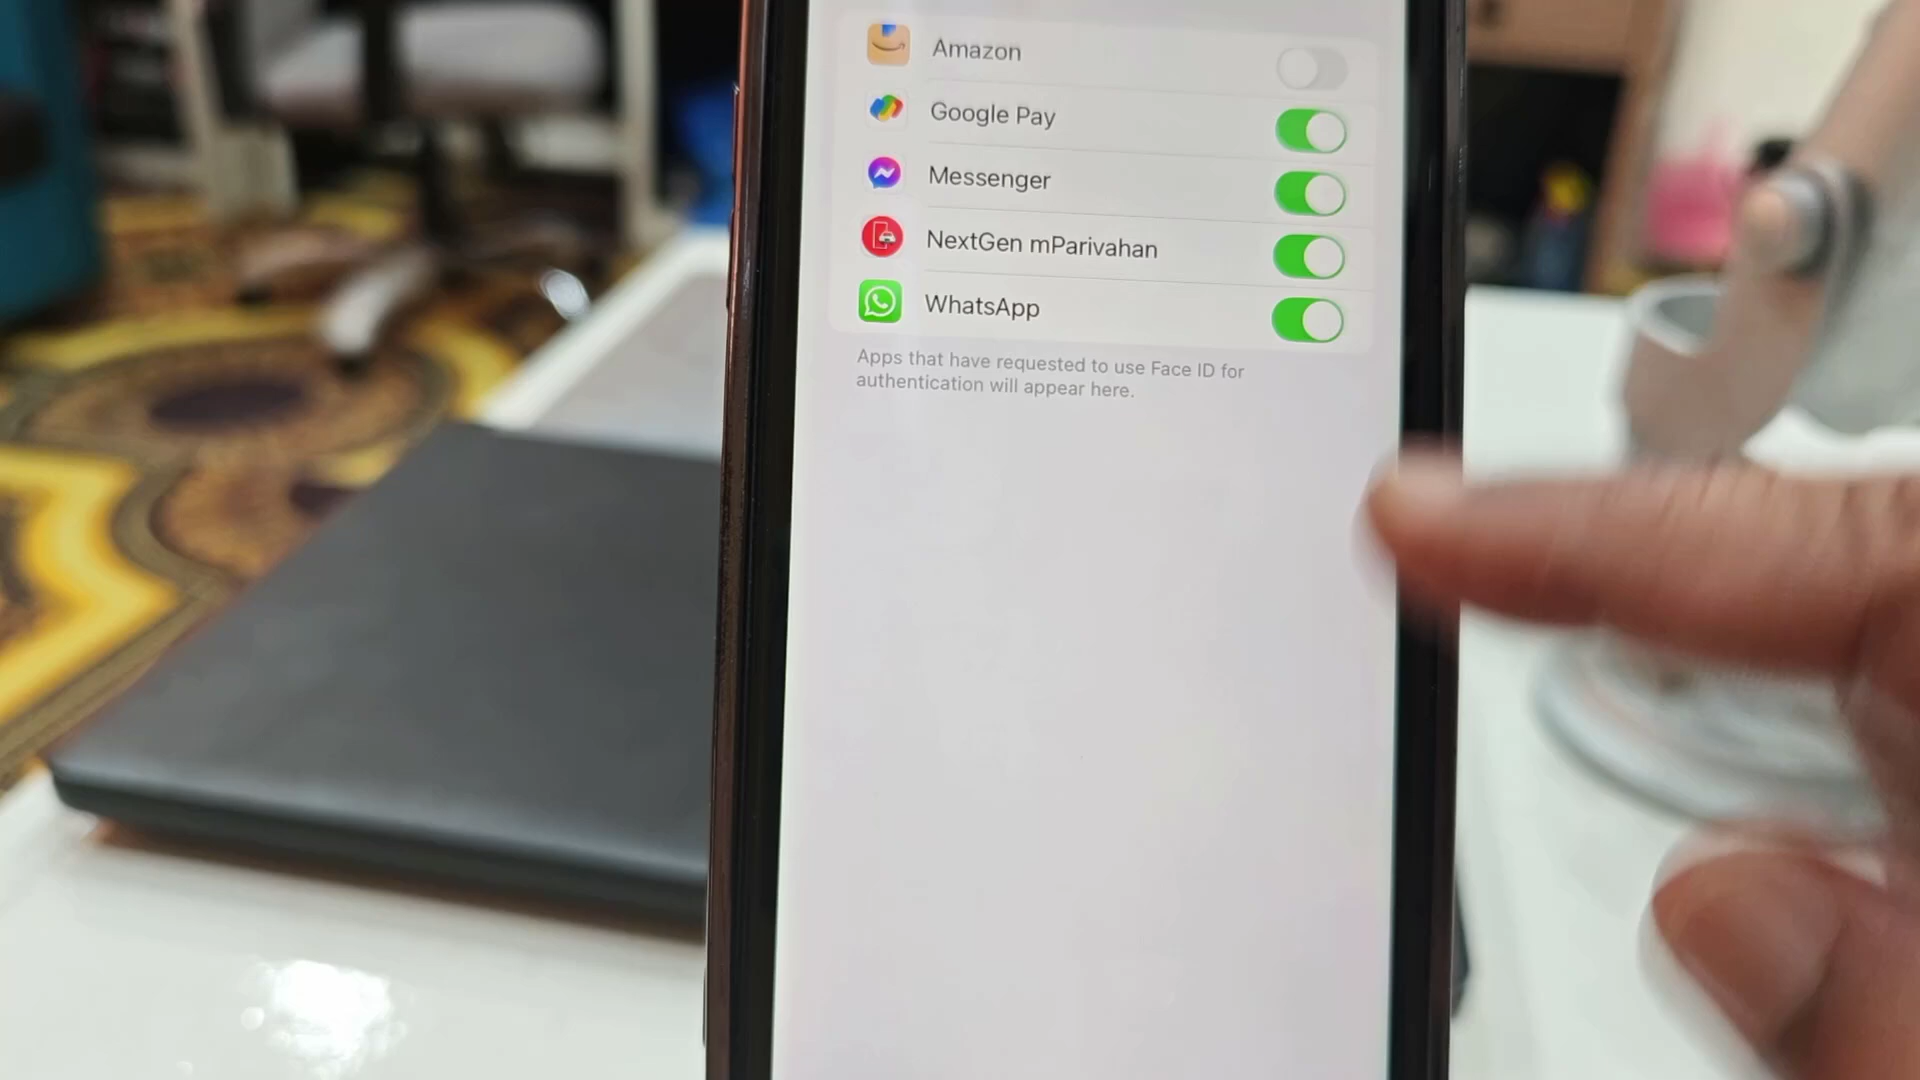 Amazon
Google Pay
Messenger
NextGen mParivahan
WhatsApp
Apps that have requested to use Face ID for
authentication will appear here.